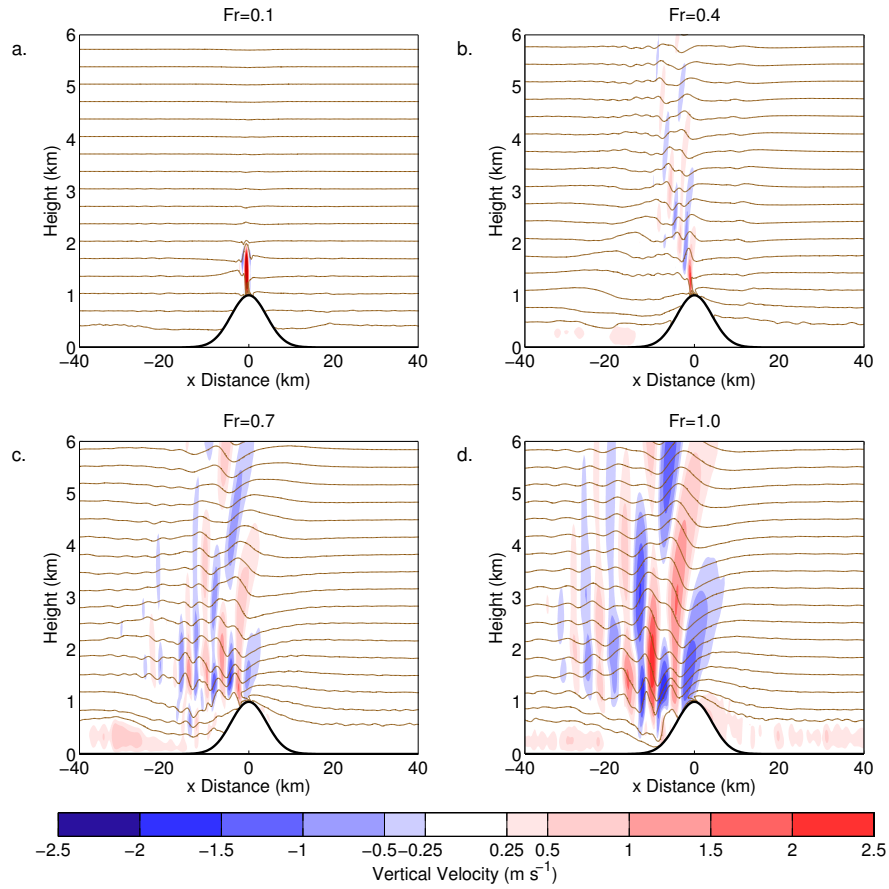 Fr=0.1
Fr=0.4
a.
b.
6
5
4
3
2
1
0
Height (km)
−40 −20 0 20 40
x Distance (km)
6
5
4
3
2
1
0
Height (km)
−40 −20 0 20 40
x Distance (km)
Fr=0.7
Fr=1.0
c.
d.
6
5
4
3
2
1
0
Height (km)
−40 −20 0 20 40
x Distance (km)
6
5
4
3
2
1
0
Height (km)
−40 −20 0 20 40
x Distance (km)
−2.5 −2 −1.5 −1 −0.5 −0.25 0.25 0.5 1 1.5 2 2.5
Vertical Velocity (m s⁻¹)